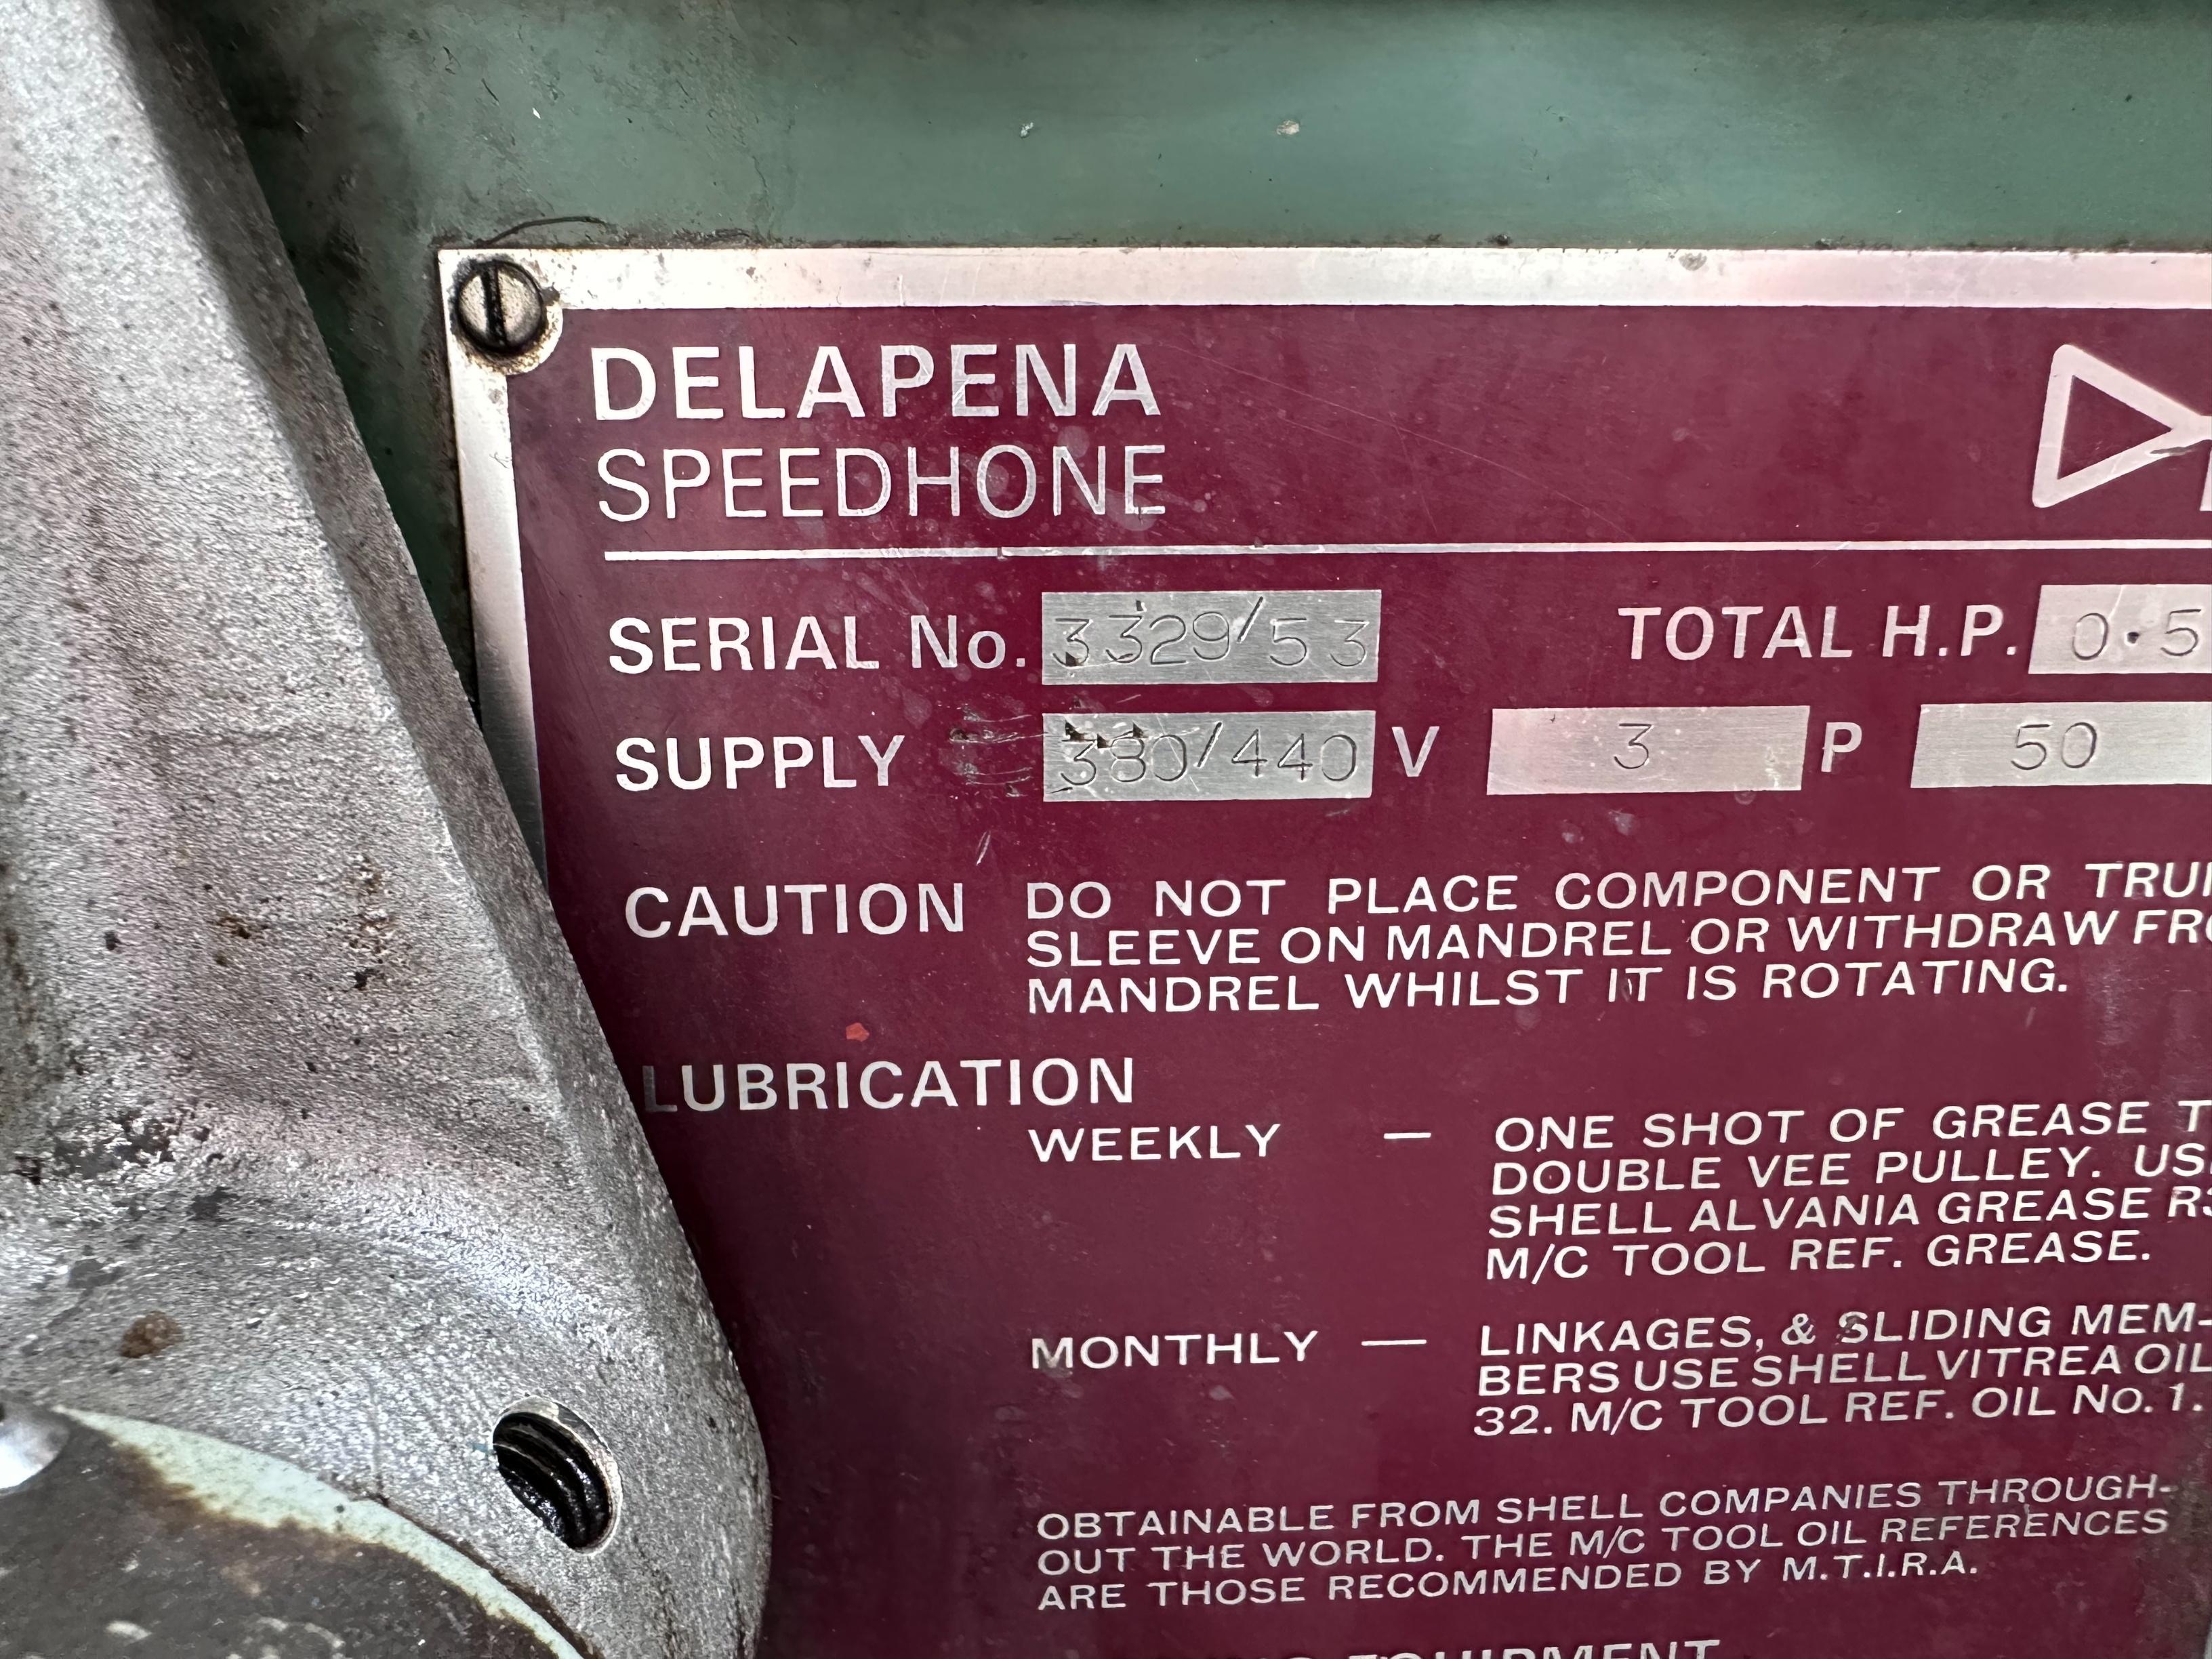 DELAPENA
SPEEDHONE
SERIAL No. 3329/53 TOTAL H.P. 0.5
SUPPLY 380/440 V 3 P 50
CAUTION DO NOT PLACE COMPONENT OR
SLEEVE ON MANDREL OR WITHDRAW
MANDREL WHILST IT IS ROTATING.
LUBRICATION
WEEKLY — ONE SHOT OF GREASE
DOUBLE VEE PULLEY.
SHELL ALVANIA GREASE
M/C TOOL REF. GREASE.
MONTHLY — LINKAGES, & SLIDING MEM-
BERS USE SHELL VITREA OIL
32. M/C TOOL REF. OIL No. 1.
OBTAINABLE FROM SHELL COMPANIES THROUGH-
OUT THE WORLD. THE M/C TOOL OIL REFERENCES
ARE THOSE RECOMMENDED BY M.T.I.R.A.
EQUIPMENT